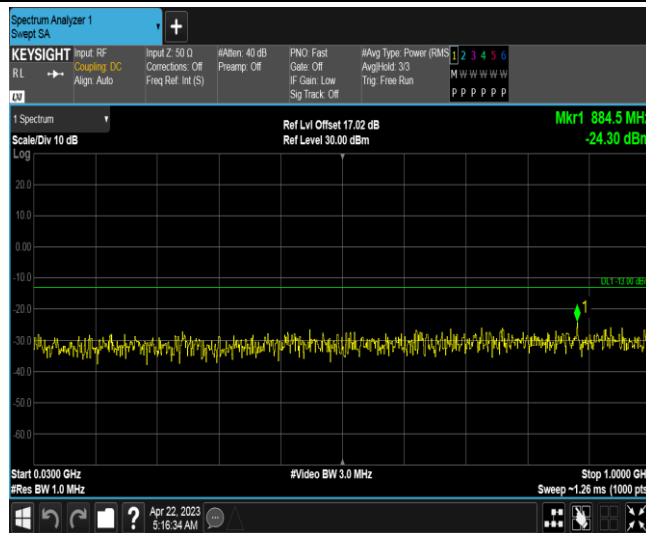 Spectrum Analyzer 1
Swept SA
+
KEYSIGHT
RL
LXI
Input: RF
Coupling: DC
Align: Auto
Input Z: 50 Ω
Corrections: Off
Freq Ref: Int (S)
#Atten: 40 dB
Preamp: Off
PNO: Fast
Gate: Off
IF Gain: Low
Sig Track: Off
#Avg Type: Power (RMS
Avg|Hold: 3/3
Trig: Free Run
1 2 3 4 5 6
M W W W W W
P P P P P P
1 Spectrum
Scale/Div 10 dB
Log
Ref Lvl Offset 17.02 dB
Ref Level 30.00 dBm
Mkr1 884.5 MHz
-24.30 dBm
20.0
10.0
0.00
-10.0
DL1 -13.00 dBm
-20.0
1
-30.0
-40.0
-50.0
-60.0
Start 0.0300 GHz
#Res BW 1.0 MHz
#Video BW 3.0 MHz
Stop 1.0000 GHz
Sweep ~1.26 ms (1000 pts
?
Apr 22, 2023
5:16:34 AM